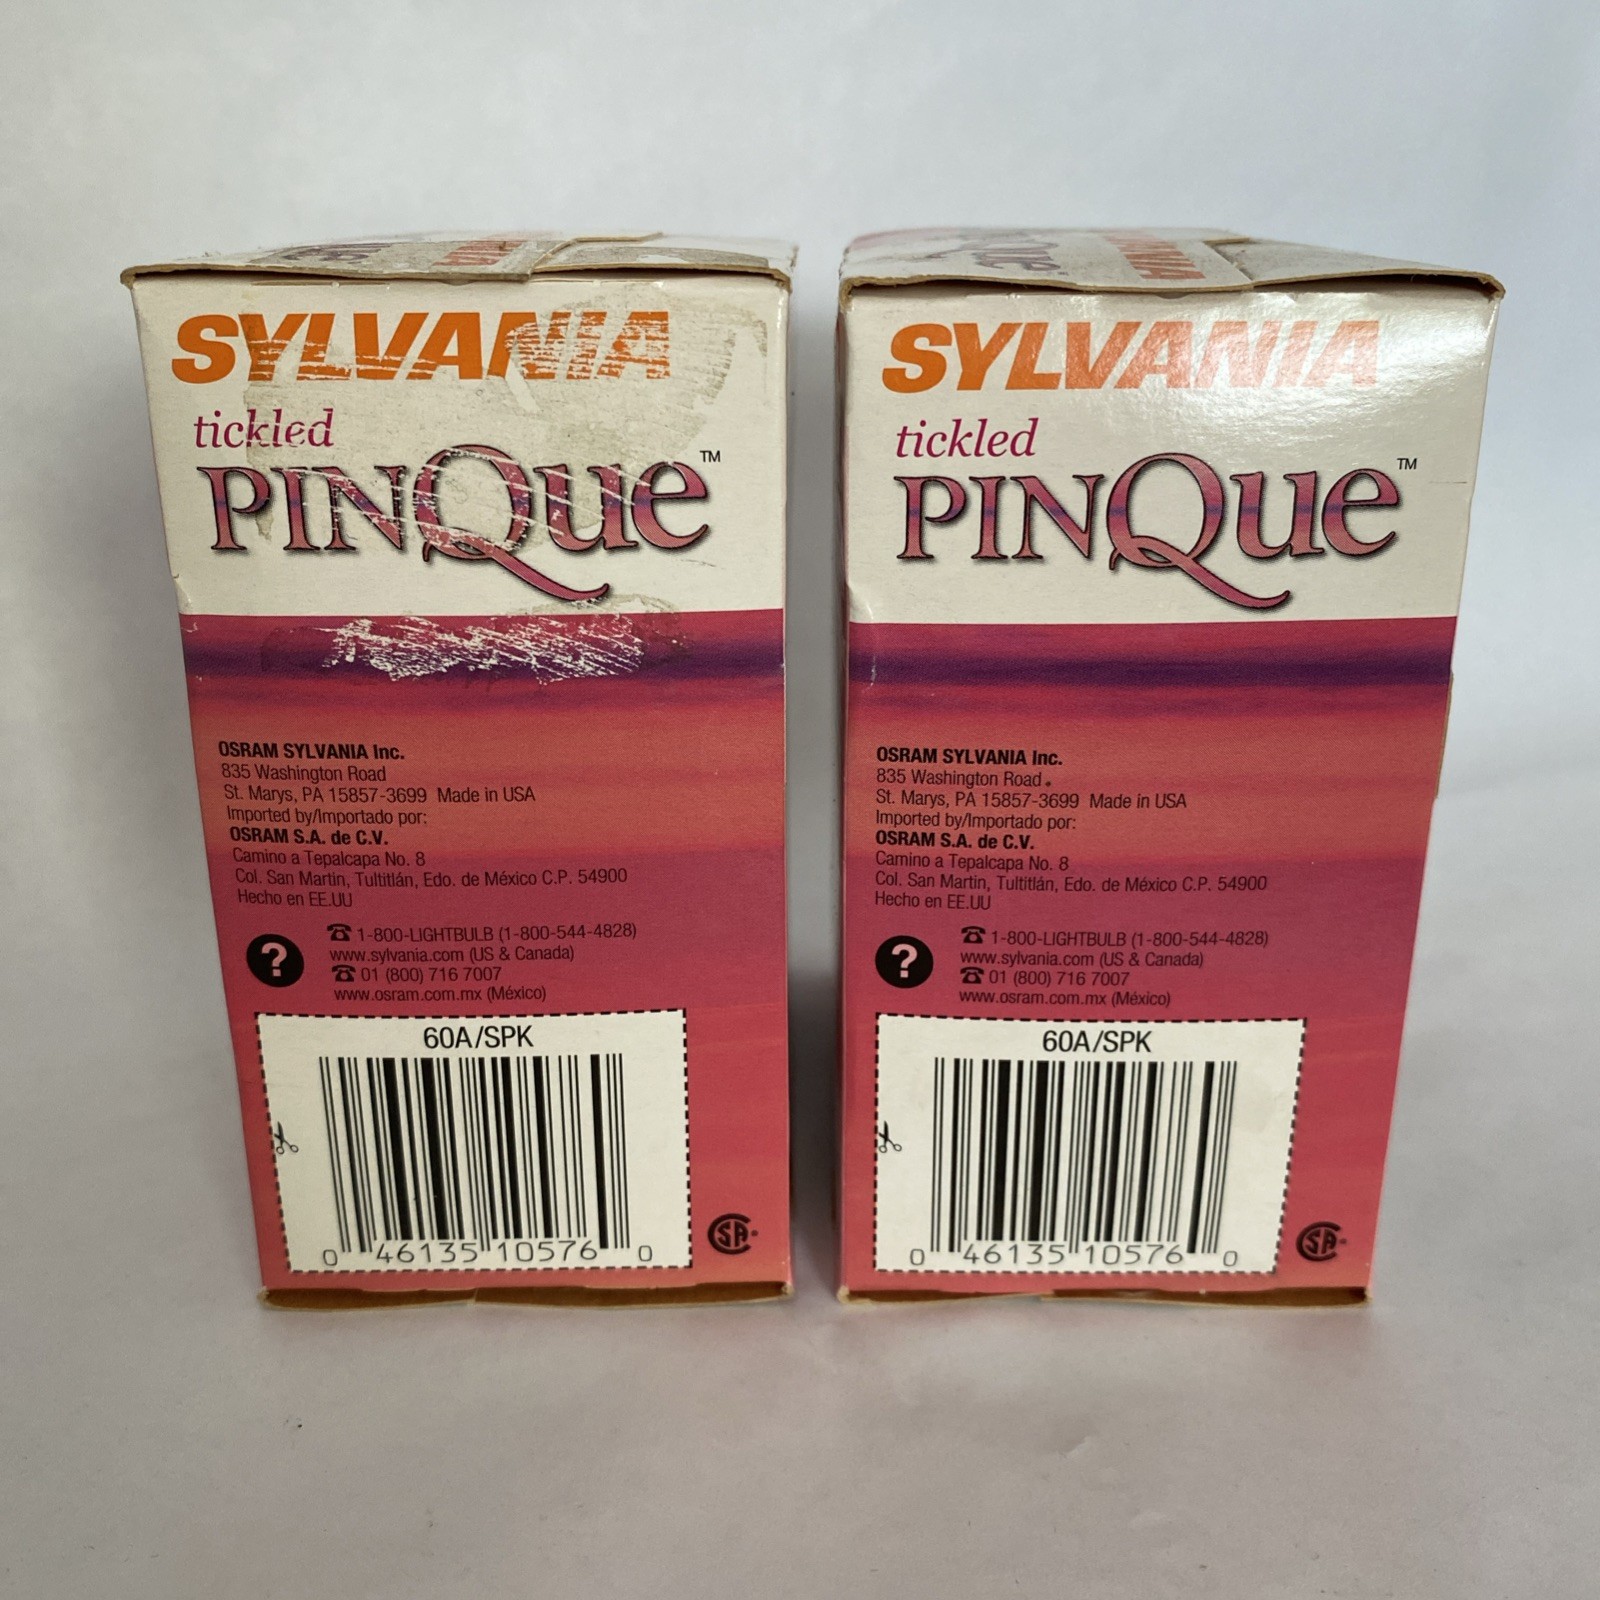 SYLVANIA
tickled
PINQue™
OSRAM SYLVANIA Inc.
835 Washington Road
St. Marys, PA 15857-3699 Made in USA
Imported by/Importado por:
OSRAM S.A. de C.V.
Camino a Tepalcapa No. 8
Col. San Martin, Tultitlán, Edo. de México C.P. 54900
Hecho en EE.UU
?
☎ 1-800-LIGHTBULB (1-800-544-4828)
www.sylvania.com (US & Canada)
☎ 01 (800) 716 7007
www.osram.com.mx (México)
60A/SPK
0 46135 10576 0
SA
SYLVANIA
tickled
PINQue™
OSRAM SYLVANIA Inc.
835 Washington Road
St. Marys, PA 15857-3699 Made in USA
Imported by/Importado por:
OSRAM S.A. de C.V.
Camino a Tepalcapa No. 8
Col. San Martin, Tultitlán, Edo. de México C.P. 54900
Hecho en EE.UU
?
☎ 1-800-LIGHTBULB (1-800-544-4828)
www.sylvania.com (US & Canada)
☎ 01 (800) 716 7007
www.osram.com.mx (México)
60A/SPK
0 46135 10576 0
SA